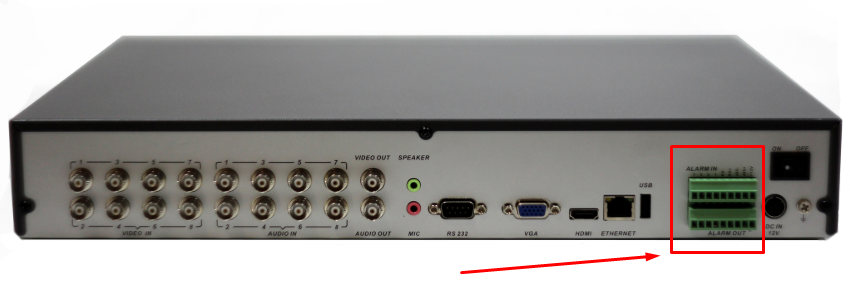 1 3 5 7
1 3 5 7
VIDEO OUT
SPEAKER
ALARM IN
ON
OFF
USB
2 4 6 8
VIDEO IN
2 4 6 8
AUDIO IN
AUDIO OUT
MIC
RS 232
VGA
HDMI
ETHERNET
ALARM OUT
DC IN
12V